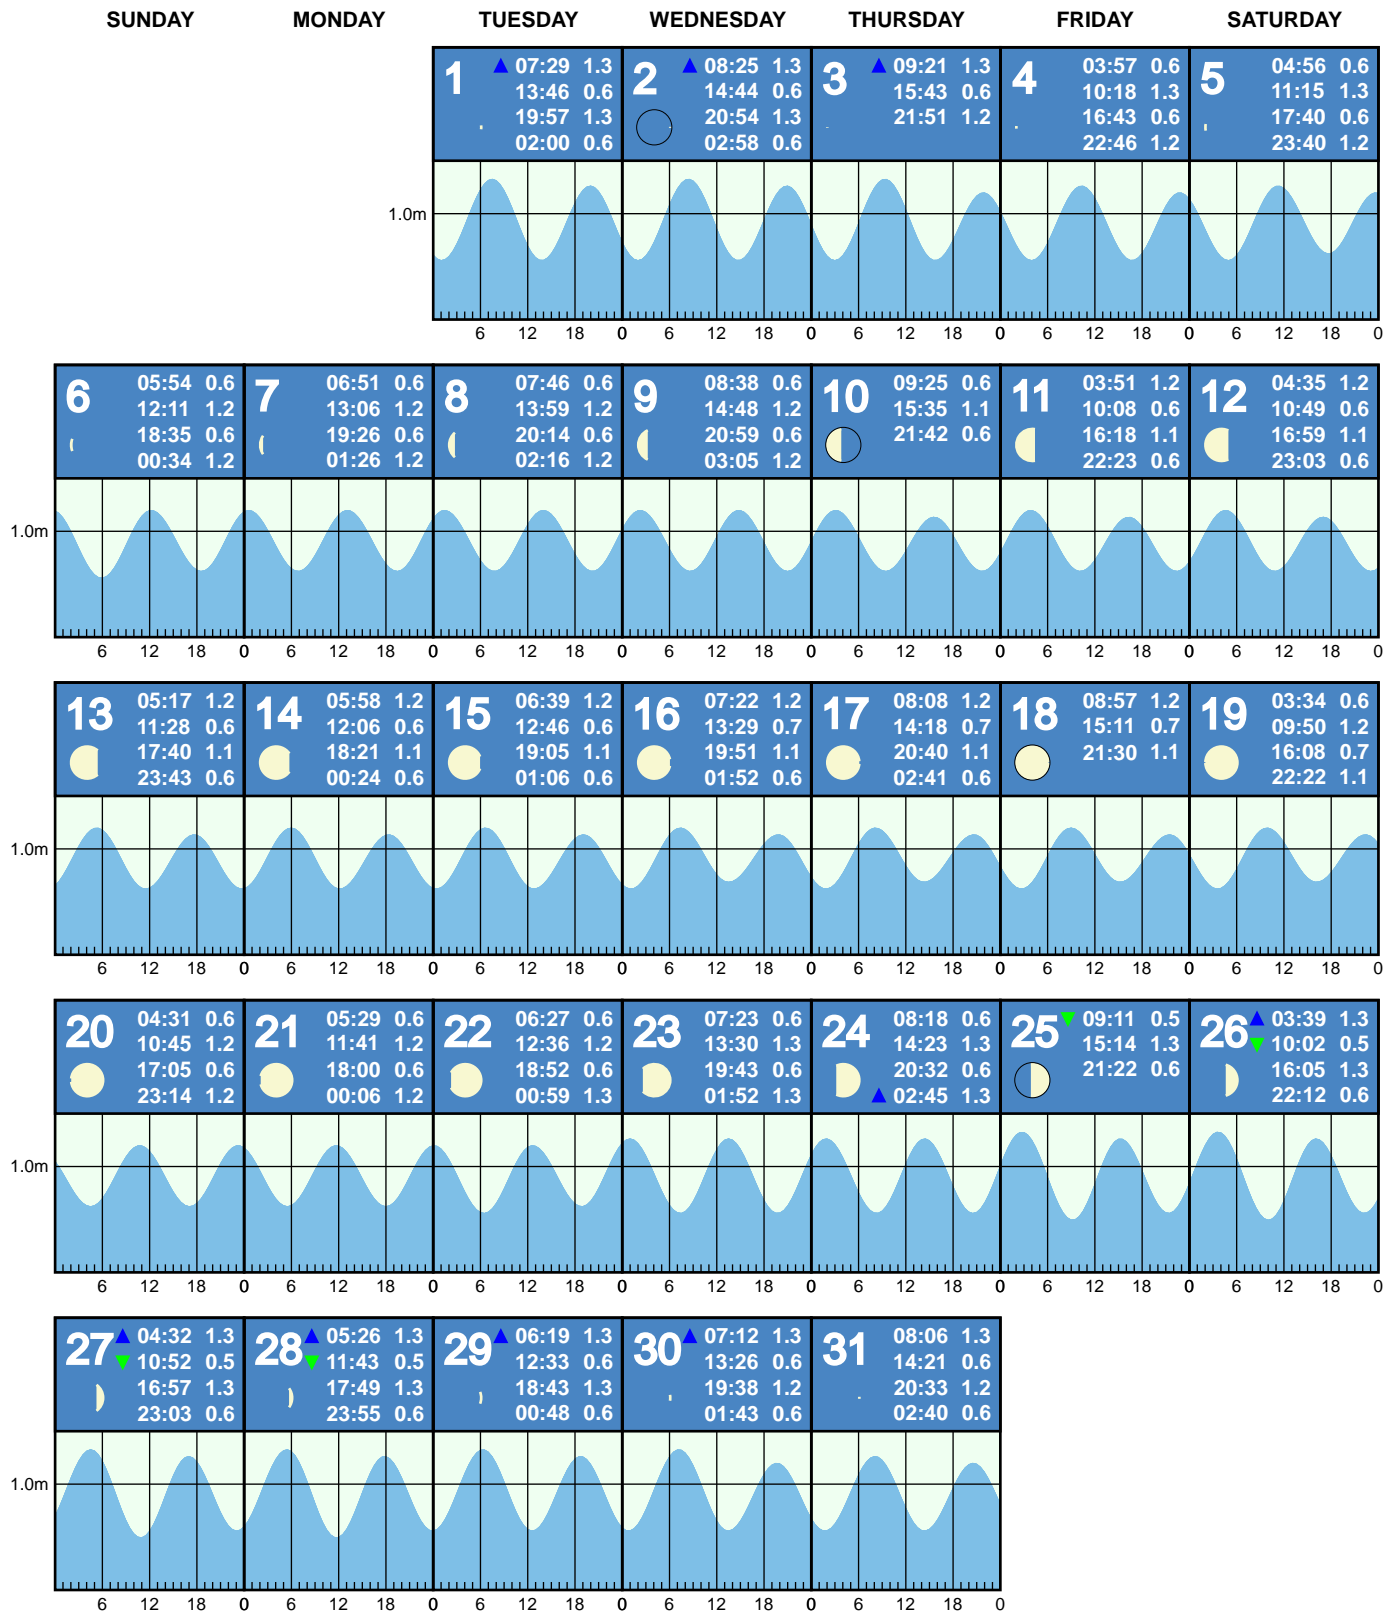 SUNDAY MONDAY TUESDAY WEDNESDAY THURSDAY FRIDAY SATURDAY
1 ▲ 07:29 1.3
13:46 0.6
19:57 1.3
02:00 0.6
2 ▲ 08:25 1.3
14:44 0.6
20:54 1.3
02:58 0.6
3 ▲ 09:21 1.3
15:43 0.6
21:51 1.2
4 03:57 0.6
10:18 1.3
16:43 0.6
22:46 1.2
5 04:56 0.6
11:15 1.3
17:40 0.6
23:40 1.2
1.0m
6 12 18 0 6 12 18 0 6 12 18 0 6 12 18 0 6 12 18 0
6 05:54 0.6
12:11 1.2
18:35 0.6
00:34 1.2
7 06:51 0.6
13:06 1.2
19:26 0.6
01:26 1.2
8 07:46 0.6
13:59 1.2
20:14 0.6
02:16 1.2
9 08:38 0.6
14:48 1.2
20:59 0.6
03:05 1.2
10 09:25 0.6
15:35 1.1
21:42 0.6
11 03:51 1.2
10:08 0.6
16:18 1.1
22:23 0.6
12 04:35 1.2
10:49 0.6
16:59 1.1
23:03 0.6
1.0m
6 12 18 0 6 12 18 0 6 12 18 0 6 12 18 0 6 12 18 0 6 12 18 0 6 12 18 0
13 05:17 1.2
11:28 0.6
17:40 1.1
23:43 0.6
14 05:58 1.2
12:06 0.6
18:21 1.1
00:24 0.6
15 06:39 1.2
12:46 0.6
19:05 1.1
01:06 0.6
16 07:22 1.2
13:29 0.7
19:51 1.1
01:52 0.6
17 08:08 1.2
14:18 0.7
20:40 1.1
02:41 0.6
18 08:57 1.2
15:11 0.7
21:30 1.1
19 03:34 0.6
09:50 1.2
16:08 0.7
22:22 1.1
1.0m
6 12 18 0 6 12 18 0 6 12 18 0 6 12 18 0 6 12 18 0 6 12 18 0 6 12 18 0
20 04:31 0.6
10:45 1.2
17:05 0.6
23:14 1.2
21 05:29 0.6
11:41 1.2
18:00 0.6
00:06 1.2
22 06:27 0.6
12:36 1.2
18:52 0.6
00:59 1.3
23 07:23 0.6
13:30 1.3
19:43 0.6
01:52 1.3
24 08:18 0.6
14:23 1.3
20:32 0.6
▲ 02:45 1.3
25 ▼ 09:11 0.5
15:14 1.3
21:22 0.6
26 ▲ 03:39 1.3
▼ 10:02 0.5
16:05 1.3
22:12 0.6
1.0m
6 12 18 0 6 12 18 0 6 12 18 0 6 12 18 0 6 12 18 0 6 12 18 0 6 12 18 0
27 ▲ 04:32 1.3
▼ 10:52 0.5
16:57 1.3
23:03 0.6
28 ▲ 05:26 1.3
▼ 11:43 0.5
17:49 1.3
23:55 0.6
29 ▲ 06:19 1.3
12:33 0.6
18:43 1.3
00:48 0.6
30 ▲ 07:12 1.3
13:26 0.6
19:38 1.2
01:43 0.6
31 08:06 1.3
14:21 0.6
20:33 1.2
02:40 0.6
1.0m
6 12 18 0 6 12 18 0 6 12 18 0 6 12 18 0 6 12 18 0